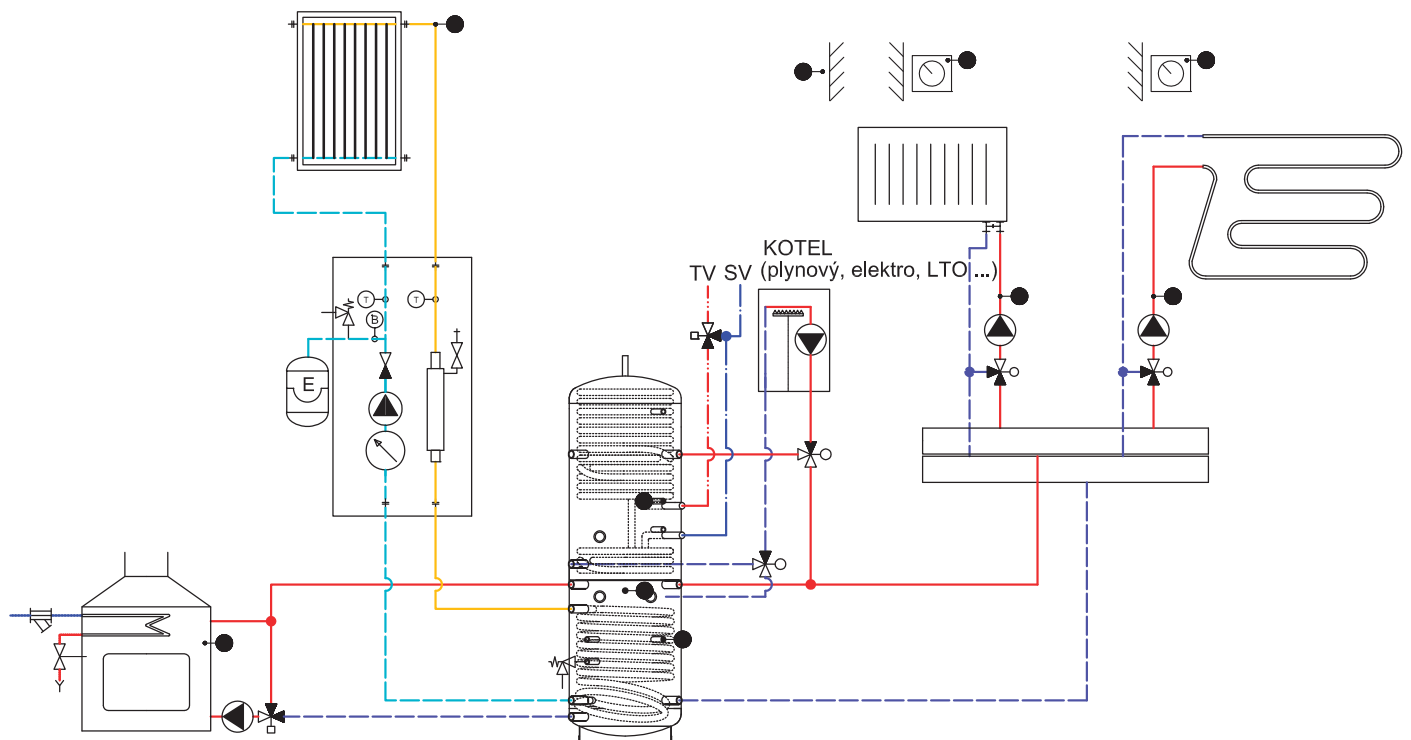 KOTEL
(plynový, elektro, LTO ...)
TV SV
T T
B
E